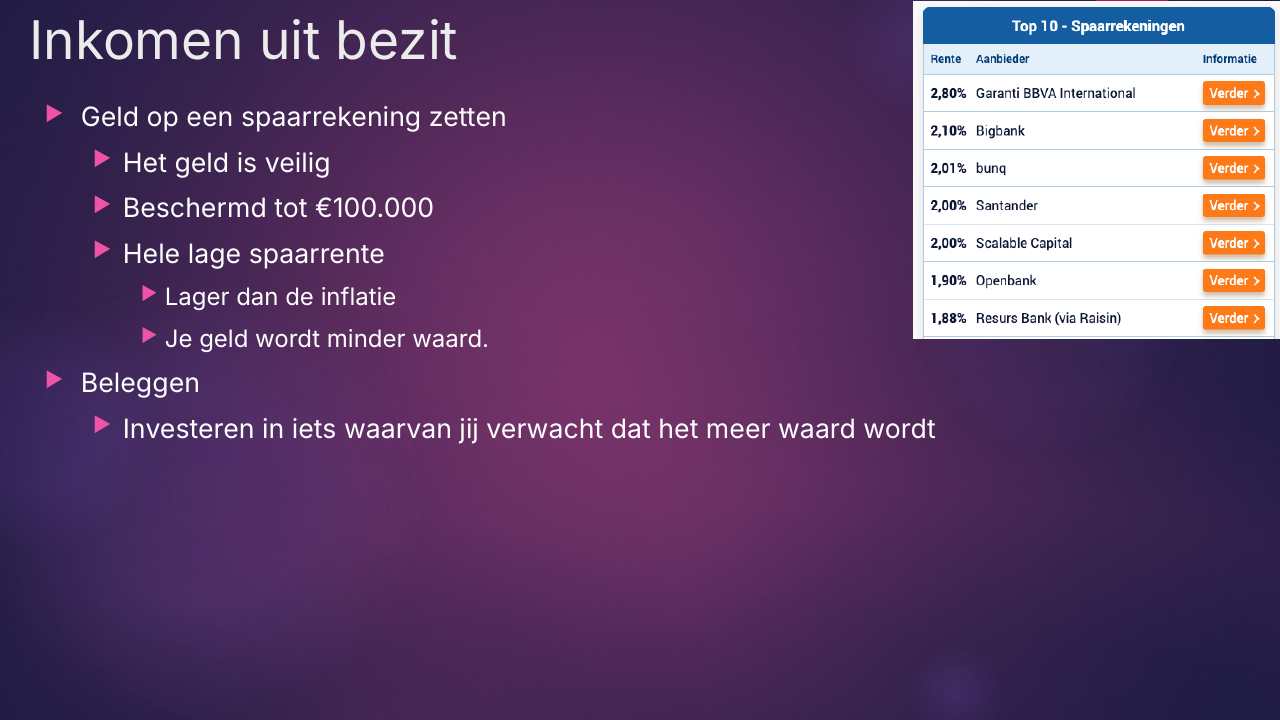 Inkomen uit bezit
Geld op een spaarrekening zetten
Het geld is veilig
Beschermd tot €100.000
Hele lage spaarrente
Lager dan de inflatie
Je geld wordt minder waard.
Beleggen
Investeren in iets waarvan jij verwacht dat het meer waard wordt
Top 10 - Spaarrekeningen
Rente Aanbieder Informatie
2,80% Garanti BBVA International Verder >
2,10% Bigbank Verder >
2,01% bunq Verder >
2,00% Santander Verder >
2,00% Scalable Capital Verder >
1,90% Openbank Verder >
1,88% Resurs Bank (via Raisin) Verder >